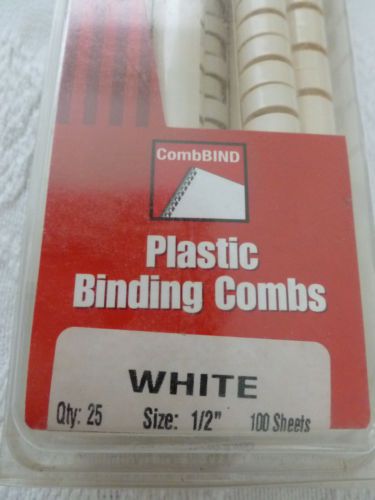 CombBIND
Plastic
Binding Combs
WHITE
Qty: 25 Size: 1/2" 100 Sheets